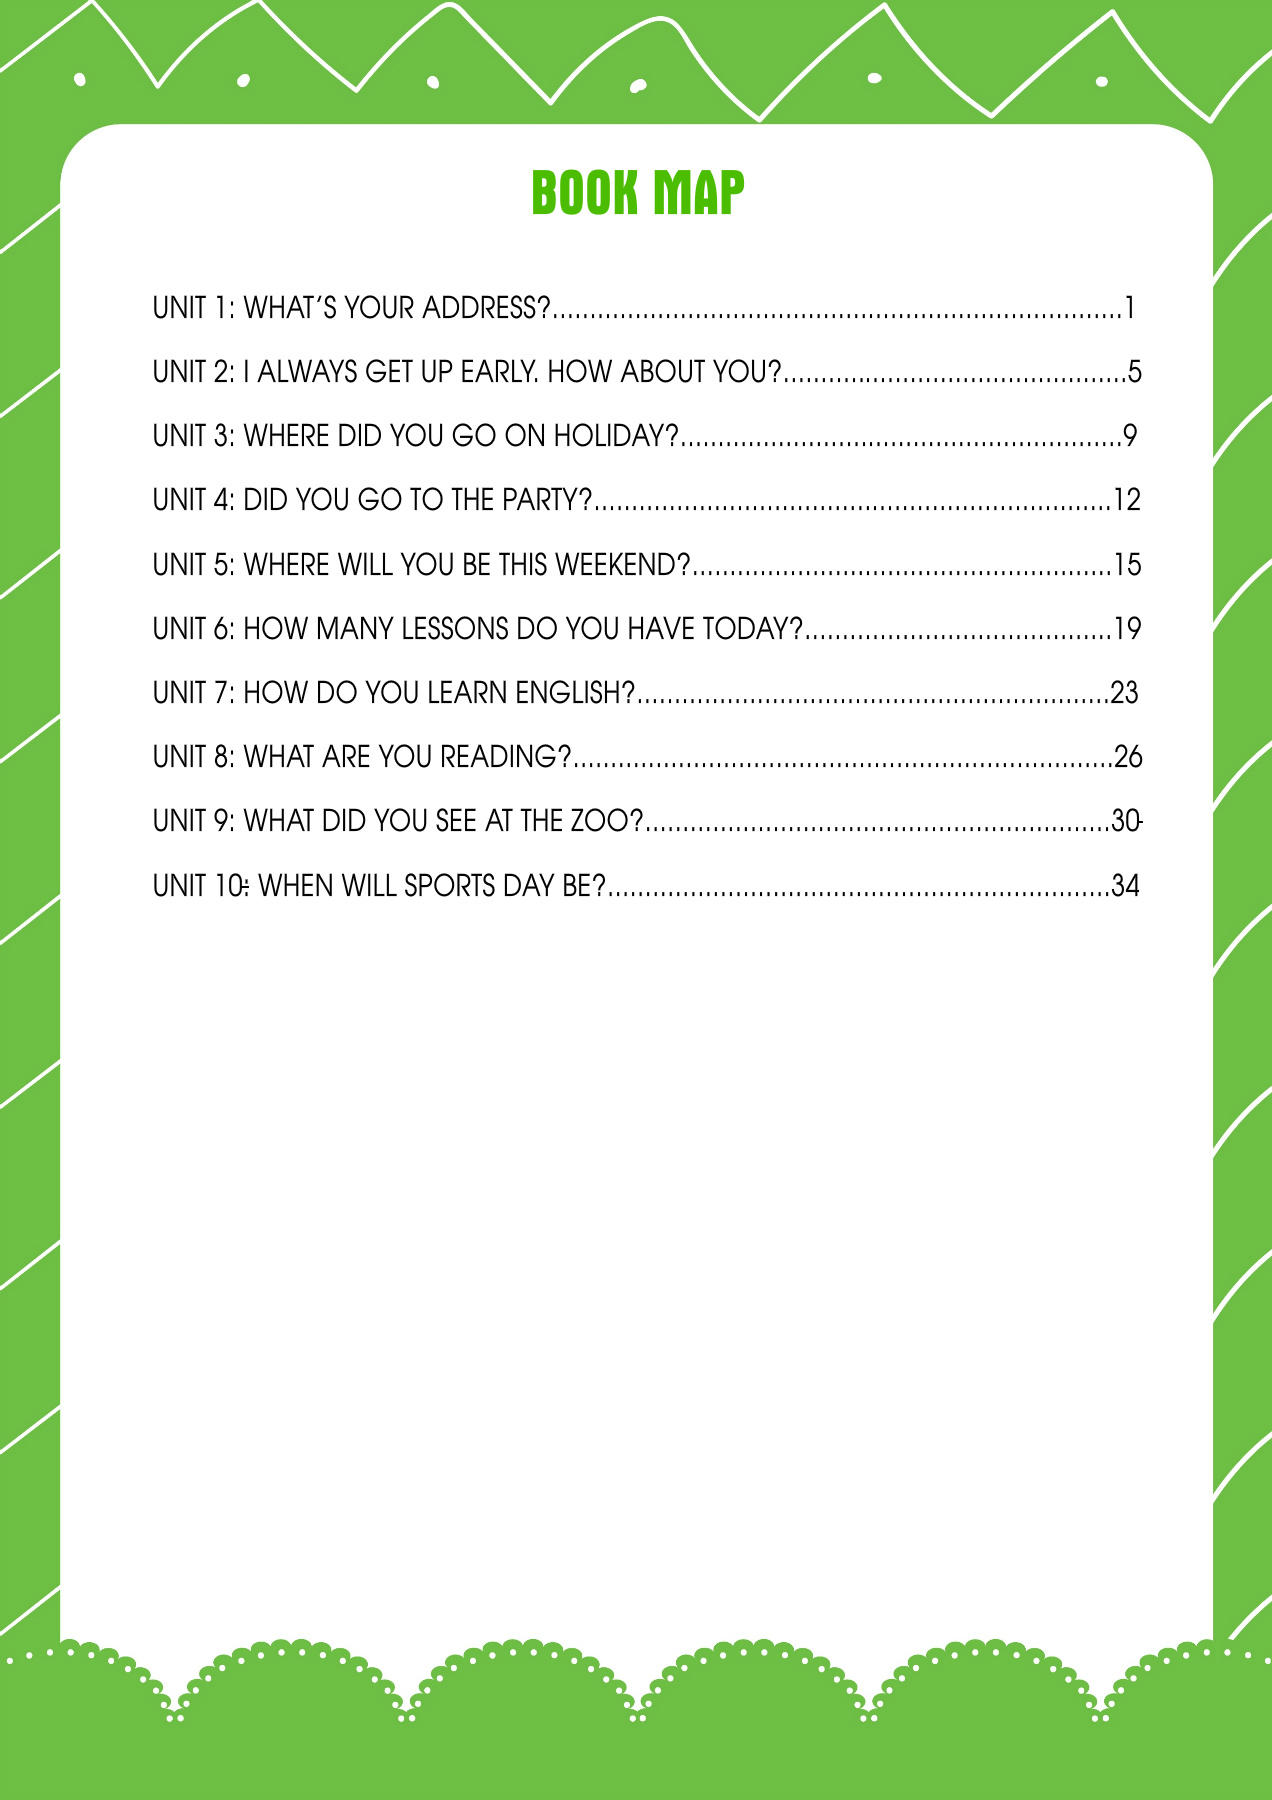 BOOK MAP
UNIT 1: WHAT'S YOUR ADDRESS?............................................................................1
UNIT 2: I ALWAYS GET UP EARLY. HOW ABOUT YOU?..............................................5
UNIT 3: WHERE DID YOU GO ON HOLIDAY?...........................................................9
UNIT 4: DID YOU GO TO THE PARTY?.....................................................................12
UNIT 5: WHERE WILL YOU BE THIS WEEKEND?........................................................15
UNIT 6: HOW MANY LESSONS DO YOU HAVE TODAY?.........................................19
UNIT 7: HOW DO YOU LEARN ENGLISH?...............................................................23
UNIT 8: WHAT ARE YOU READING?........................................................................26
UNIT 9: WHAT DID YOU SEE AT THE ZOO?..............................................................30
UNIT 10: WHEN WILL SPORTS DAY BE?...................................................................34